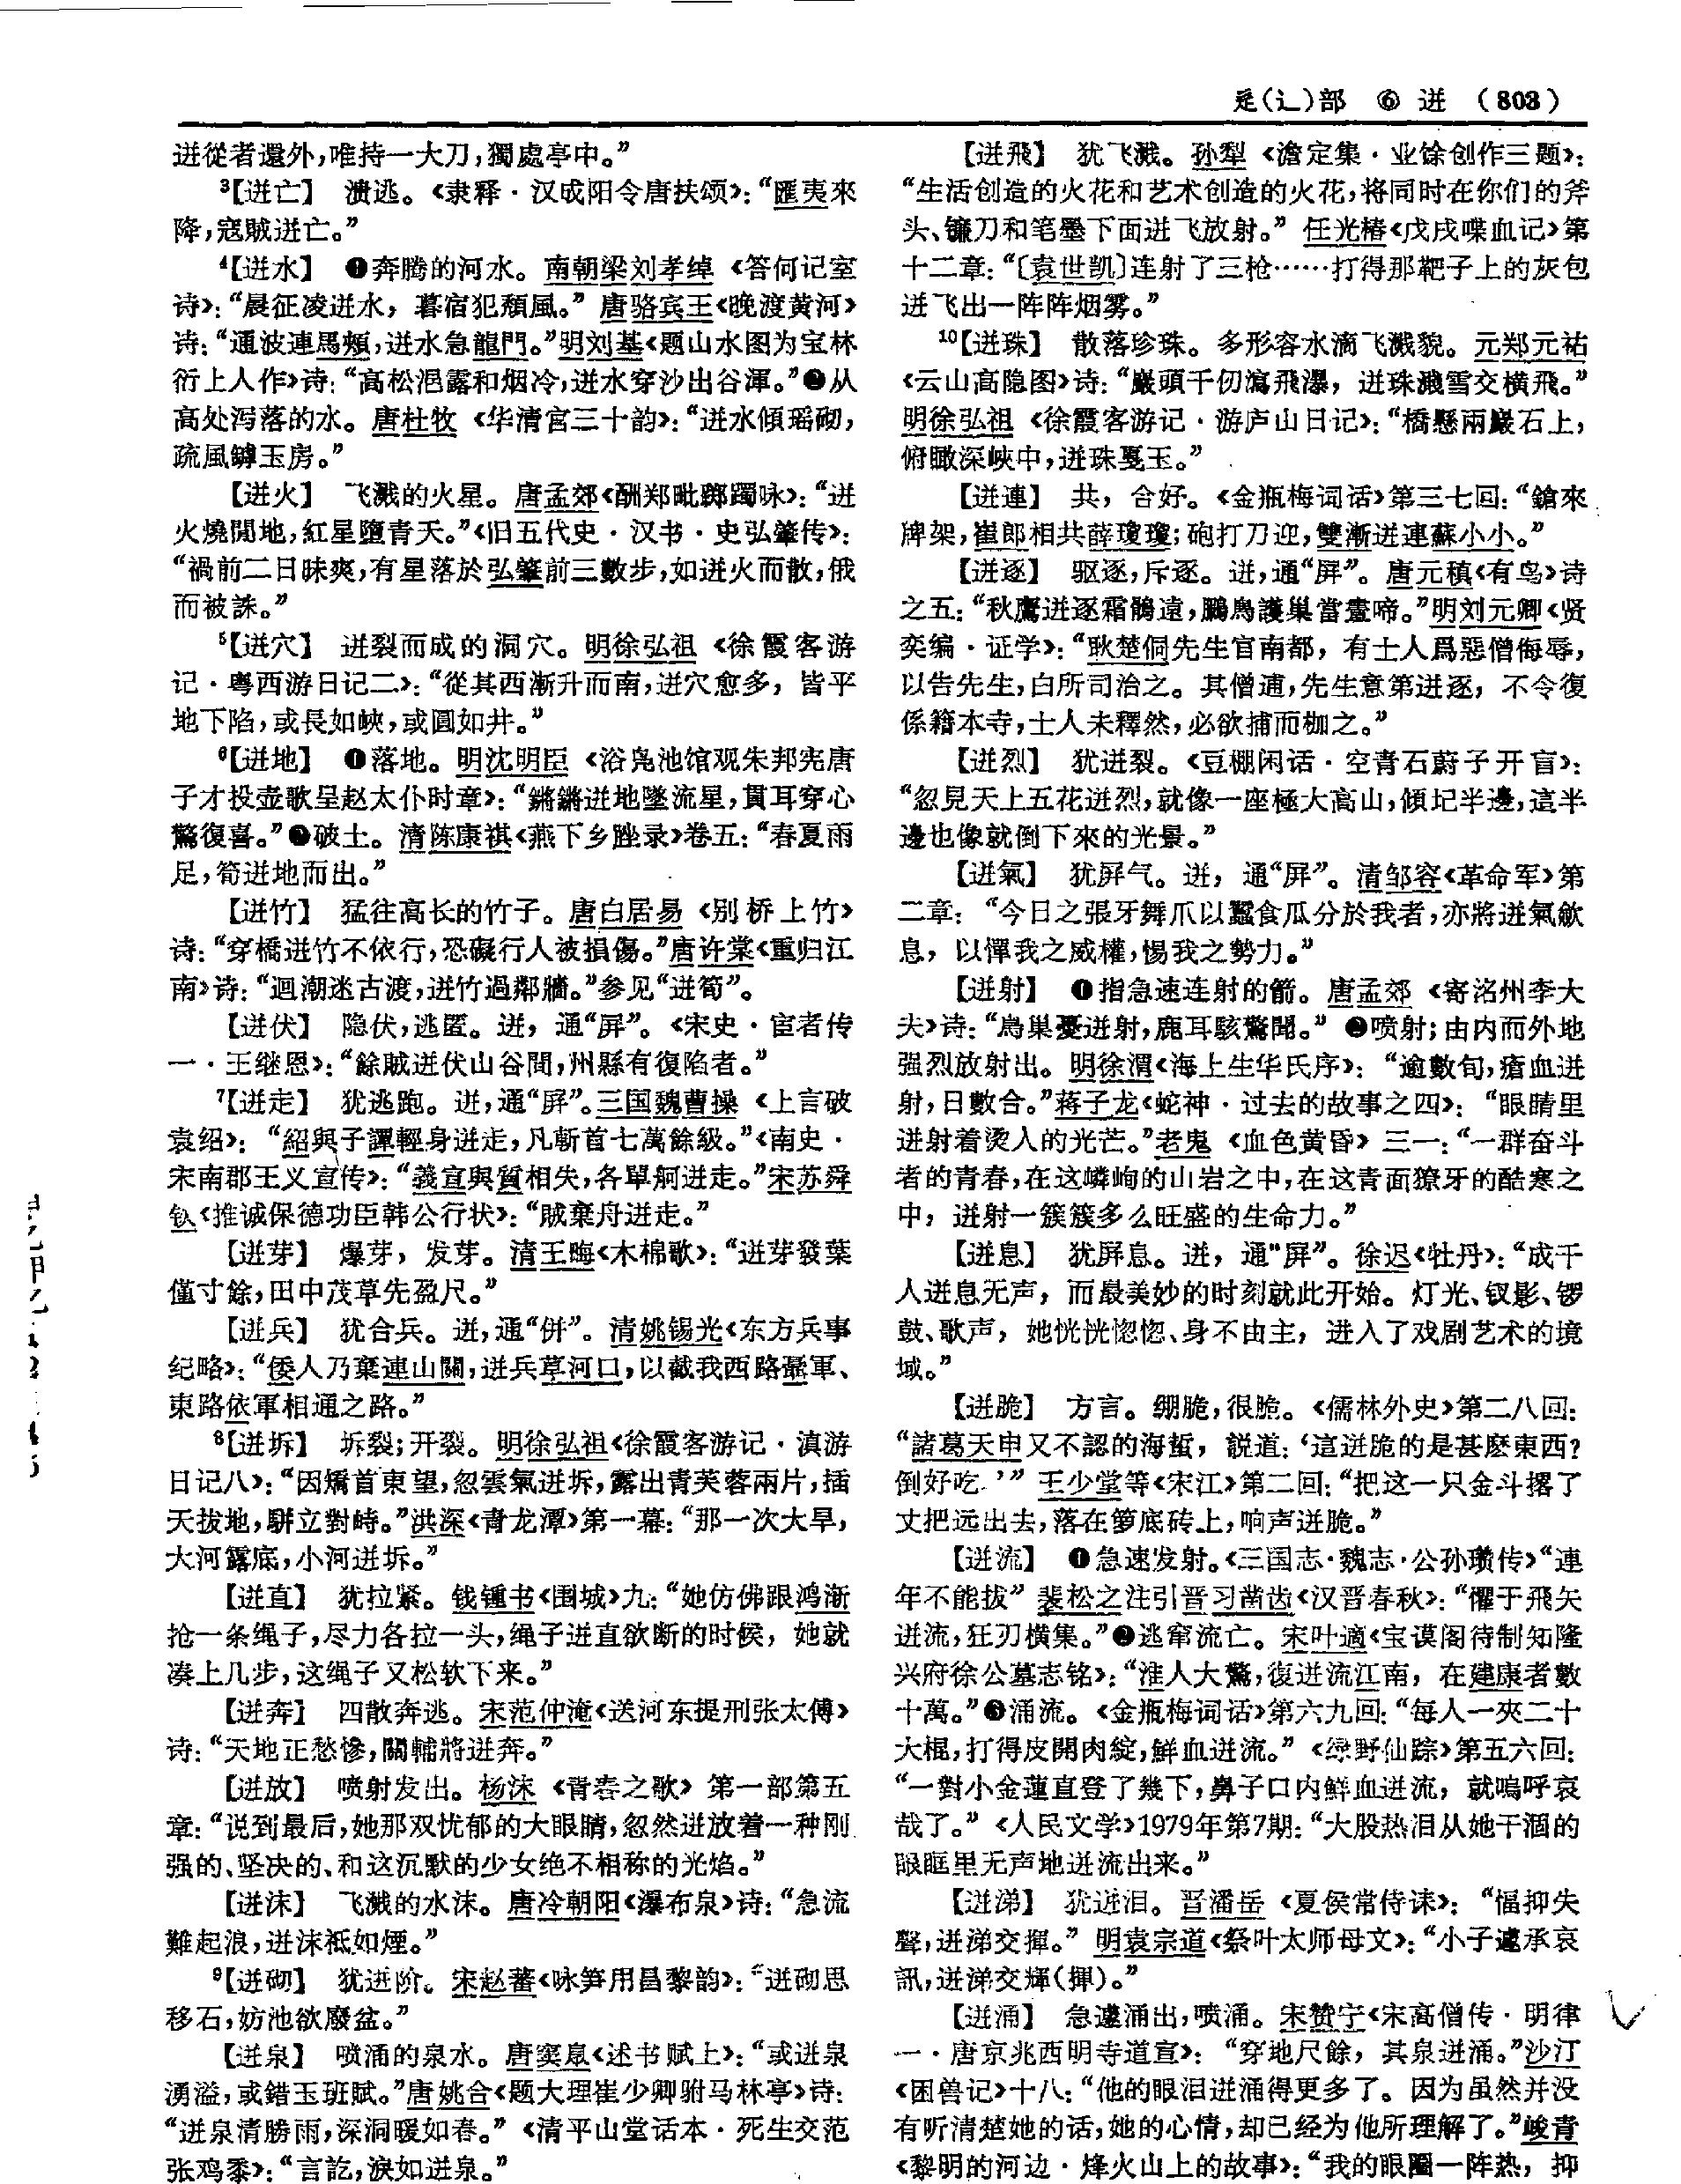 辵(辶)部 ⑥ 迸 (803)
迸從者還外,唯持一大刀,獨處亭中。”
³【迸亡】 溃逃。《隶释·汉成阳令唐扶颂》:“匯夷來
降,寇賊迸亡。”
⁴【迸水】 ❶奔腾的河水。南朝梁刘孝绰《答何记室
诗》:“晨征凌迸水,暮宿犯頹風。”唐骆宾王《晚渡黄河》
诗:“通波連馬頰,迸水急龍門。”明刘基《题山水图为宝林
衍上人作》诗:“高松浥露和烟冷,迸水穿沙出谷渾。”❷从
高处泻落的水。唐杜牧《华清宫三十韵》:“迸水傾瑶砌,
疏風罅玉房。”
【迸火】 飞溅的火星。唐孟郊《酬郑毗踯躅咏》:“迸
火燒閒地,紅星墮青天。”《旧五代史·汉书·史弘肇传》:
“禍前二日昧爽,有星落於弘肇前三數步,如迸火而散,俄
而被誅。”
⁵【迸穴】 迸裂而成的洞穴。明徐弘祖《徐霞客游
记·粤西游日记二》:“從其西漸升而南,迸穴愈多,皆平
地下陷,或長如峽,或圓如井。”
⁶【迸地】 ❶落地。明沈明臣《浴凫池馆观朱邦宪唐
子才投壶歌呈赵太仆时章》:“鏘鏘迸地墜流星,貫耳穿心
驚復喜。”❷破土。清陈康祺《燕下乡脞录》卷五:“春夏雨
足,筍迸地而出。”
【迸竹】 猛往高长的竹子。唐白居易《别桥上竹》
诗:“穿橋迸竹不依行,恐礙行人被損傷。”唐许棠《重归江
南》诗:“迴潮迷古渡,迸竹過鄰牆。”参见“迸筍”。
【迸伏】 隐伏,逃匿。迸,通“屏”。《宋史·宦者传
一·王继恩》:“餘賊迸伏山谷間,州縣有復陷者。”
⁷【迸走】 犹逃跑。迸,通“屏”。三国魏曹操《上言破
袁绍》:“紹與子譚輕身迸走,凡斬首七萬餘級。”《南史·
宋南郡王义宣传》:“義宣與質相失,各單舸迸走。”宋苏舜
钦《推诚保德功臣韩公行状》:“賊棄舟迸走。”
【迸芽】 爆芽,发芽。清王晦《木棉歌》:“迸芽發葉
僅寸餘,田中茂草先盈尺。”
【迸兵】 犹合兵。迸,通“併”。清姚锡光《东方兵事
纪略》:“倭人乃棄連山關,迸兵草河口,以截我西路聶軍、
東路依軍相通之路。”
⁸【迸坼】 坼裂;开裂。明徐弘祖《徐霞客游记·滇游
日记八》:“因矯首東望,忽雲氣迸坼,露出青芙蓉兩片,插
天拔地,駢立對峙。”洪深《青龙潭》第一幕:“那一次大旱,
大河露底,小河迸坼。”
【迸直】 犹拉紧。钱锺书《围城》九:“她仿佛跟鸿渐
抢一条绳子,尽力各拉一头,绳子迸直欲断的时候,她就
凑上几步,这绳子又松软下来。”
【迸奔】 四散奔逃。宋范仲淹《送河东提刑张太傅》
诗:“天地正愁慘,關輔將迸奔。”
【迸放】 喷射发出。杨沫《青春之歌》第一部第五
章:“说到最后,她那双忧郁的大眼睛,忽然迸放着一种刚
强的、坚决的、和这沉默的少女绝不相称的光焰。”
【迸沫】 飞溅的水沫。唐冷朝阳《瀑布泉》诗:“急流
難起浪,迸沫衹如煙。”
⁹【迸砌】 犹迸阶。宋赵蕃《咏笋用昌黎韵》:“迸砌思
移石,妨池欲廢盆。”
【迸泉】 喷涌的泉水。唐窦臮《述书赋上》:“或迸泉
湧溢,或錯玉班賦。”唐姚合《题大理崔少卿驸马林亭》诗:
“迸泉清勝雨,深洞暖如春。”《清平山堂话本·死生交范
张鸡黍》:“言訖,淚如迸泉。”
【迸飛】 犹飞溅。孙犁《澹定集·业馀创作三题》:
“生活创造的火花和艺术创造的火花,将同时在你们的斧
头、镰刀和笔墨下面迸飞放射。”任光椿《戊戌喋血记》第
十二章:“〔袁世凯〕连射了三枪……打得那靶子上的灰包
迸飞出一阵阵烟雾。”
¹⁰【迸珠】 散落珍珠。多形容水滴飞溅貌。元郑元祐
《云山高隐图》诗:“巖頭千仞瀉飛瀑,迸珠濺雪交横飛。”
明徐弘祖《徐霞客游记·游庐山日记》:“橋懸兩巖石上,
俯瞰深峽中,迸珠戛玉。”
【迸連】 共,合好。《金瓶梅词话》第三七回:“鎗來
牌架,崔郎相共薛瓊瓊;砲打刀迎,雙漸迸連蘇小小。”
【迸逐】 驱逐,斥逐。迸,通“屏”。唐元稹《有鸟》诗
之五:“秋鷹迸逐霜鶻遠,鵩鳥護巢當晝啼。”明刘元卿《贤
奕编·证学》:“耿楚侗先生官南都,有士人爲惡僧侮辱,
以告先生,白所司治之。其僧逋,先生意第迸逐,不令復
係籍本寺,士人未釋然,必欲捕而枷之。”
【迸烈】 犹迸裂。《豆棚闲话·空青石蔚子开盲》:
“忽見天上五花迸烈,就像一座極大高山,傾圮半邊,這半
邊也像就倒下來的光景。”
【迸氣】 犹屏气。迸,通“屏”。清邹容《革命军》第
二章:“今日之張牙舞爪以蠶食瓜分於我者,亦將迸氣歛
息,以憚我之威權,惕我之勢力。”
【迸射】 ❶指急速连射的箭。唐孟郊《寄洺州李大
夫》诗:“鳥巢憂迸射,鹿耳駭驚聞。”❷喷射;由内而外地
强烈放射出。明徐渭《海上生华氏序》:“逾數旬,瘡血迸
射,日數合。”蒋子龙《蛇神·过去的故事之四》:“眼睛里
迸射着烫人的光芒。”老鬼《血色黄昏》三一:“一群奋斗
者的青春,在这嶙峋的山岩之中,在这青面獠牙的酷寒之
中,迸射一簇簇多么旺盛的生命力。”
【迸息】 犹屏息。迸,通“屏”。徐迟《牡丹》:“成千
人迸息无声,而最美妙的时刻就此开始。灯光、钗影、锣
鼓、歌声,她恍恍惚惚、身不由主,进入了戏剧艺术的境
域。”
【迸脆】 方言。绷脆,很脆。《儒林外史》第二八回:
“諸葛天申又不認的海蜇,説道:‘這迸脆的是甚麽東西?
倒好吃。’”王少堂等《宋江》第二回:“把这一只金斗撂了
丈把远出去,落在箩底砖上,响声迸脆。”
【迸流】 ❶急速发射。《三国志·魏志·公孙瓒传》“連
年不能拔”裴松之注引晋习凿齿《汉晋春秋》:“懼于飛矢
迸流,狂刃横集。”❷逃窜流亡。宋叶適《宝谟阁待制知隆
兴府徐公墓志铭》:“淮人大驚,復迸流江南,在建康者數
十萬。”❸涌流。《金瓶梅词话》第六九回:“每人一夾二十
大棍,打得皮開肉綻,鮮血迸流。”《绿野仙踪》第五六回:
“一對小金蓮直登了幾下,鼻子口内鮮血迸流,就嗚呼哀
哉了。”《人民文学》1979年第7期:“大股热泪从她干涸的
眼眶里无声地迸流出来。”
【迸涕】 犹迸泪。晋潘岳《夏侯常侍诔》:“愊抑失
聲,迸涕交揮。”明袁宗道《祭叶太师母文》:“小子遽承哀
訊,迸涕交輝(揮)。”
【迸涌】 急遽涌出,喷涌。宋赞宁《宋高僧传·明律
一·唐京兆西明寺道宣》:“穿地尺餘,其泉迸涌。”沙汀
《困兽记》十八:“他的眼泪迸涌得更多了。因为虽然并没
有听清楚她的话,她的心情,却已经为他所理解了。”峻青
《黎明的河边·烽火山上的故事》:“我的眼圈一阵热,抑